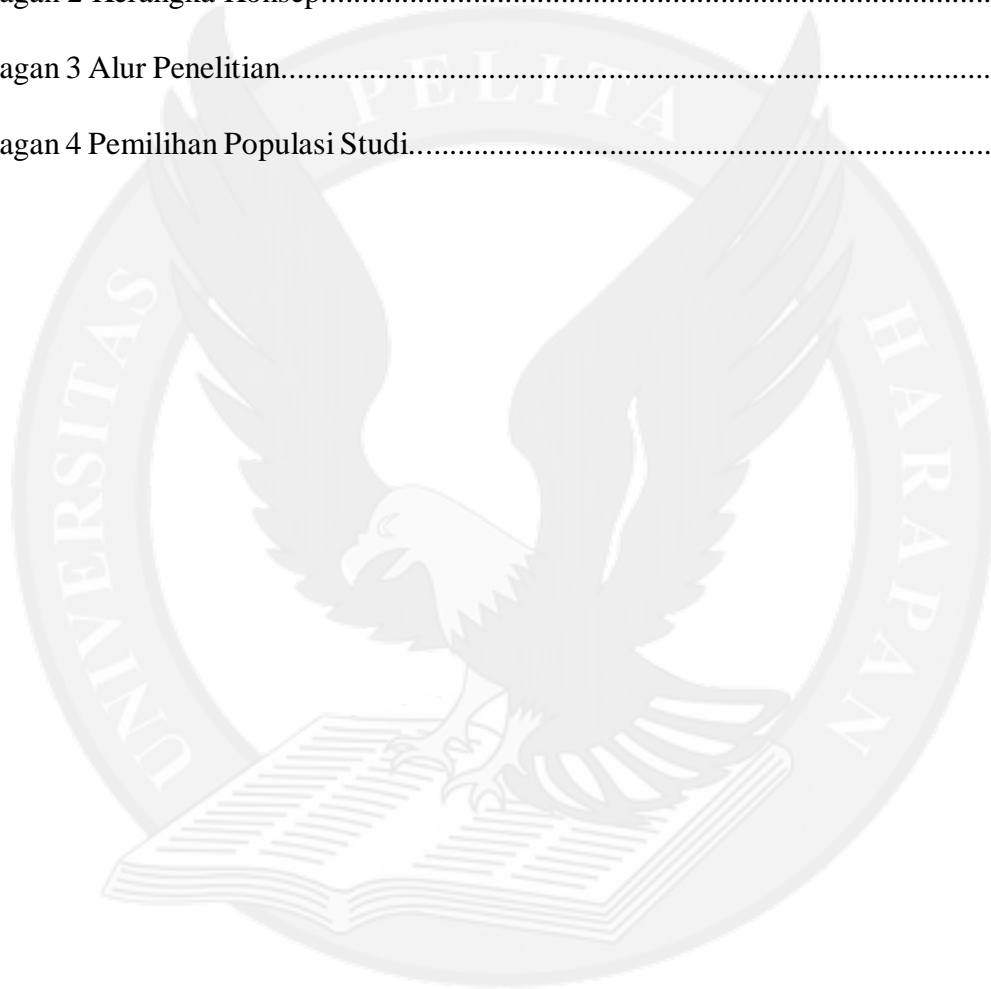 agan 2 Kerangka Konsep....................................................................................................
agan 3 Alur Penelitian....................................................................................................
agan 4 Pemilihan Populasi Studi....................................................................................
UNIVERSITAS PELITA HARAPAN